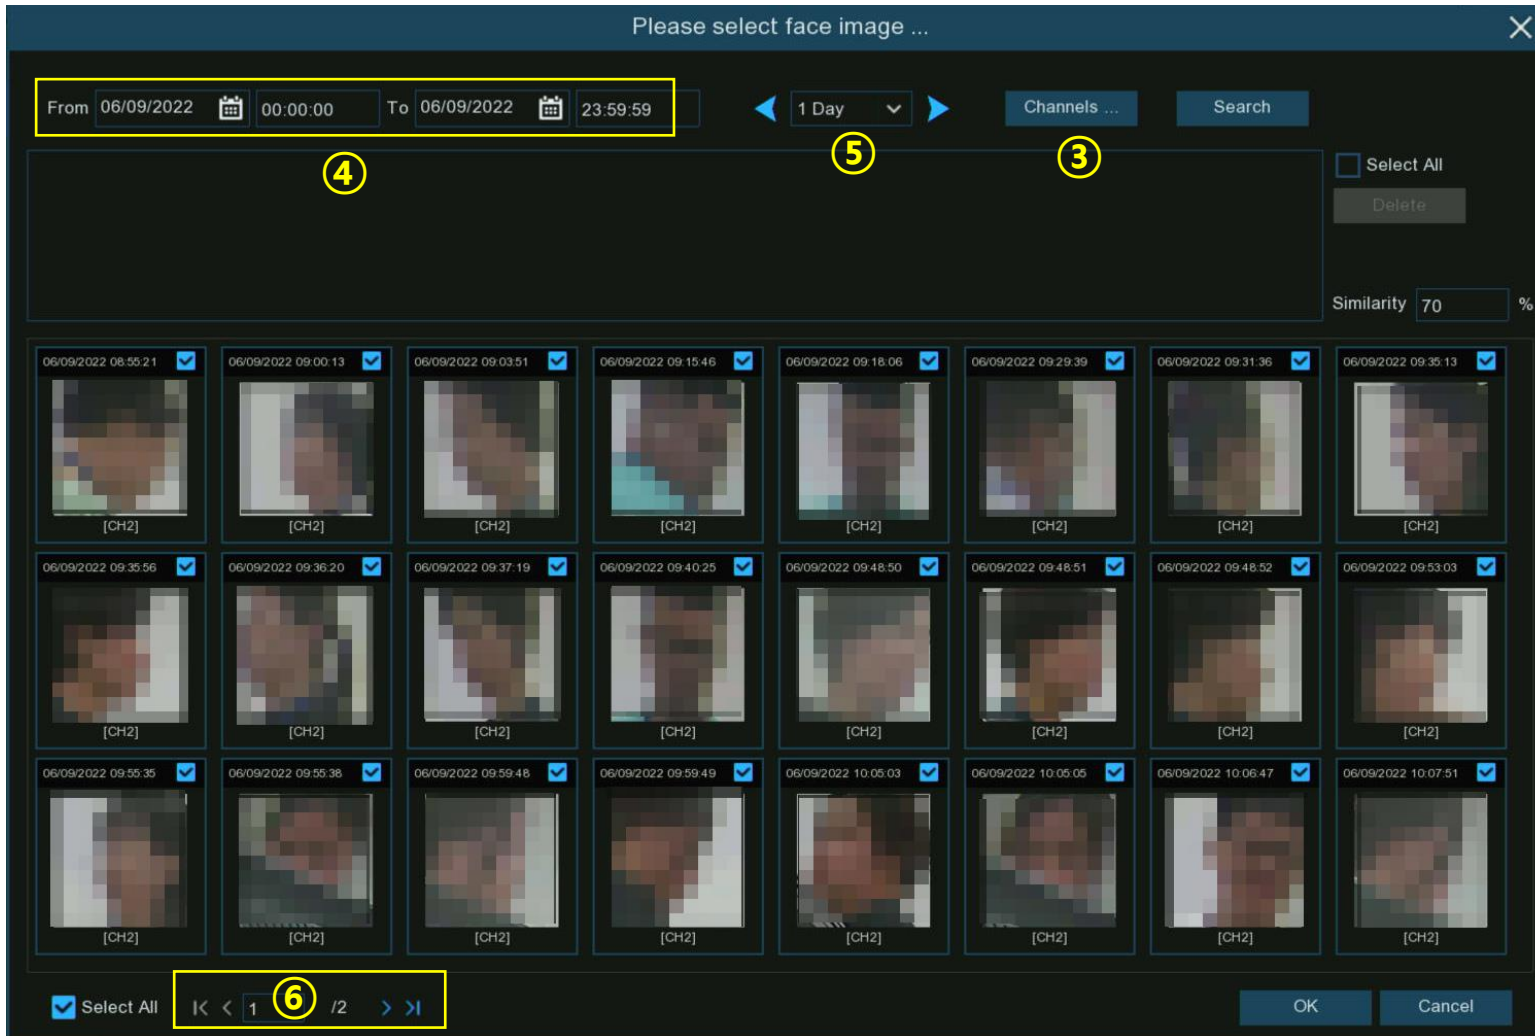 Please select face image ...
From 06/09/2022 00:00:00 To 06/09/2022 23:59:59 1 Day Channels ... Search
④ ⑤ ③
Select All
Delete
Similarity 70 %
06/09/2022 08:55:21 06/09/2022 09:00:13 06/09/2022 09:03:51 06/09/2022 09:15:46 06/09/2022 09:18:06 06/09/2022 09:29:39 06/09/2022 09:31:36 06/09/2022 09:35:13
[CH2] [CH2] [CH2] [CH2] [CH2] [CH2] [CH2] [CH2]
06/09/2022 09:35:56 06/09/2022 09:36:20 06/09/2022 09:37:19 06/09/2022 09:40:25 06/09/2022 09:48:50 06/09/2022 09:48:51 06/09/2022 09:48:52 06/09/2022 09:53:03
[CH2] [CH2] [CH2] [CH2] [CH2] [CH2] [CH2] [CH2]
06/09/2022 09:55:35 06/09/2022 09:55:38 06/09/2022 09:59:48 06/09/2022 09:59:49 06/09/2022 10:05:03 06/09/2022 10:05:05 06/09/2022 10:06:47 06/09/2022 10:07:51
[CH2] [CH2] [CH2] [CH2] [CH2] [CH2] [CH2] [CH2]
Select All 1 ⑥ /2 OK Cancel